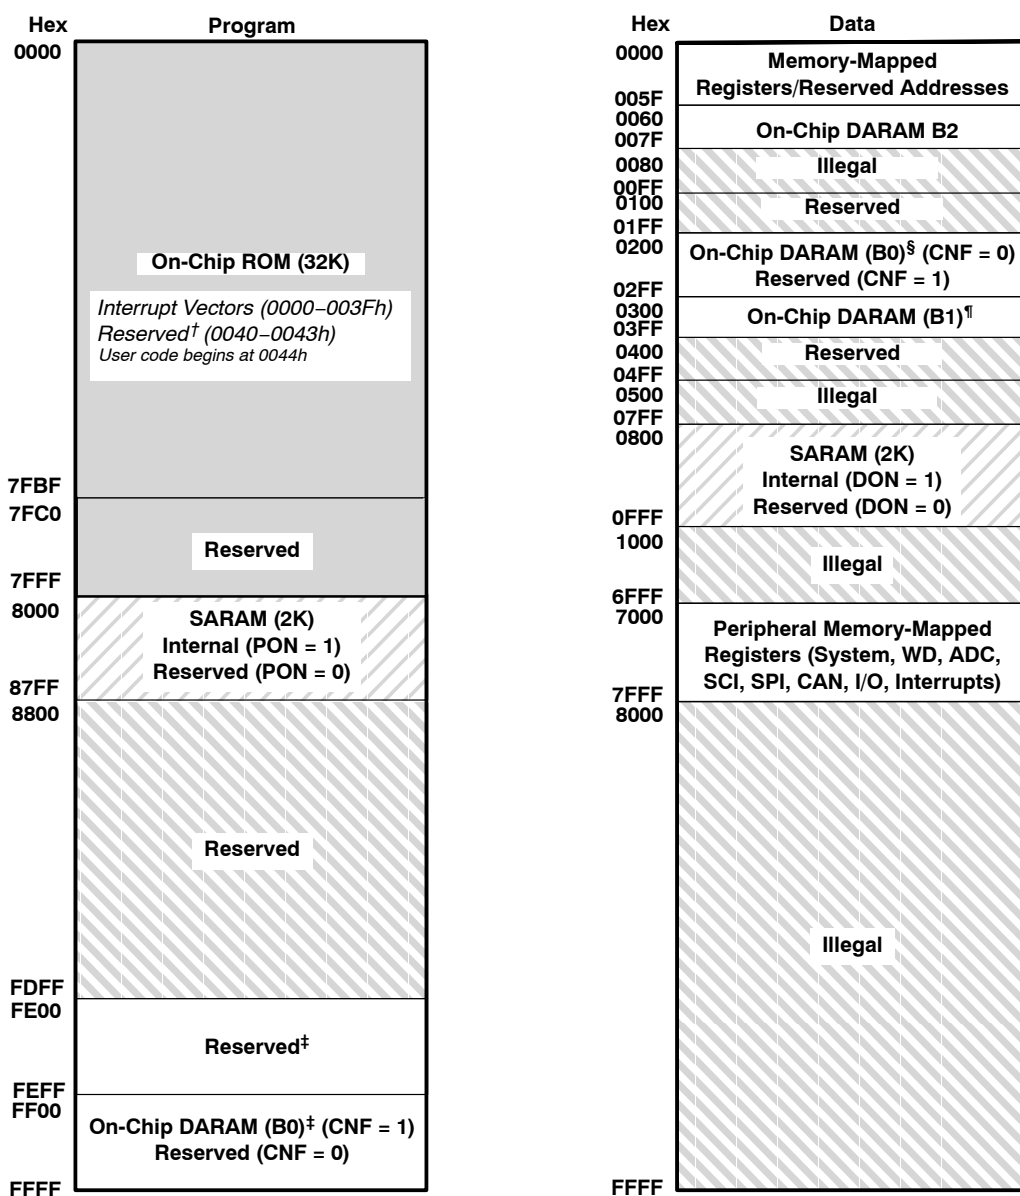 Hex Program
0000
On-Chip ROM (32K)
Interrupt Vectors (0000–003Fh)
Reserved† (0040–0043h)
User code begins at 0044h
7FBF
7FC0
Reserved
7FFF
8000
SARAM (2K)
Internal (PON = 1)
Reserved (PON = 0)
87FF
8800
Reserved
FDFF
FE00
Reserved‡
FEFF
FF00
On-Chip DARAM (B0)‡ (CNF = 1)
Reserved (CNF = 0)
FFFF
Hex Data
0000
Memory-Mapped
Registers/Reserved Addresses
005F
0060
On-Chip DARAM B2
007F
0080
Illegal
00FF
0100
Reserved
01FF
0200
On-Chip DARAM (B0)§ (CNF = 0)
Reserved (CNF = 1)
02FF
0300
On-Chip DARAM (B1)¶
03FF
0400
Reserved
04FF
0500
Illegal
07FF
0800
SARAM (2K)
Internal (DON = 1)
Reserved (DON = 0)
0FFF
1000
Illegal
6FFF
7000
Peripheral Memory-Mapped
Registers (System, WD, ADC,
SCI, SPI, CAN, I/O, Interrupts)
7FFF
8000
Illegal
FFFF